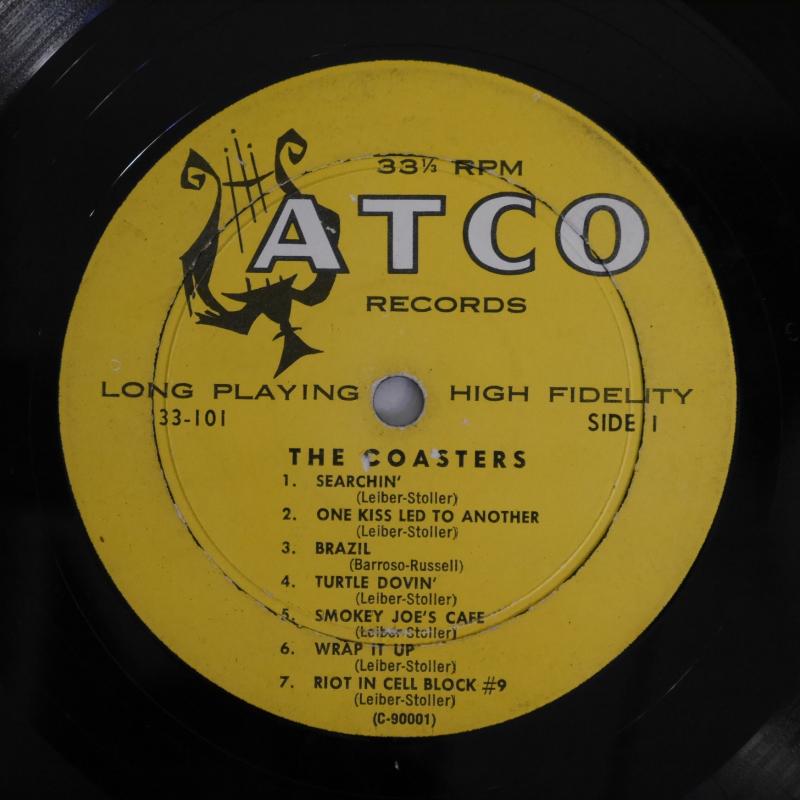 33⅓ RPM
ATCO
RECORDS
LONG PLAYING HIGH FIDELITY
33-101 SIDE 1
THE COASTERS
1. SEARCHIN'
(Leiber-Stoller)
2. ONE KISS LED TO ANOTHER
(Leiber-Stoller)
3. BRAZIL
(Barroso-Russell)
4. TURTLE DOVIN'
(Leiber-Stoller)
5. SMOKEY JOE'S CAFE
(Leiber-Stoller)
6. WRAP IT UP
(Leiber-Stoller)
7. RIOT IN CELL BLOCK #9
(Leiber-Stoller)
(C-90001)